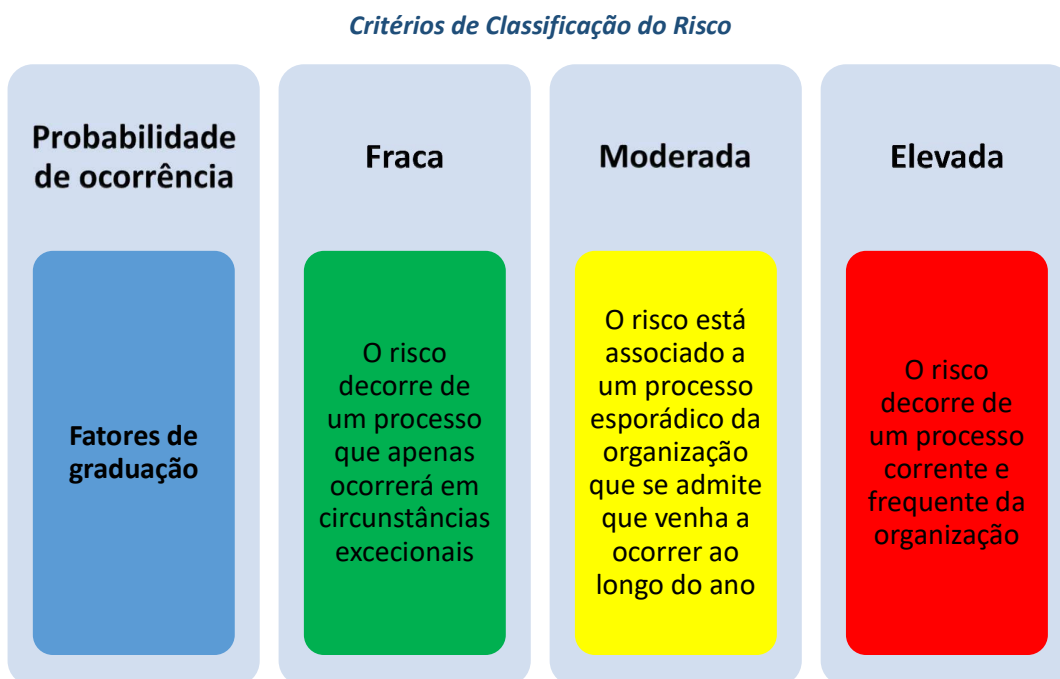 Critérios de Classificação do Risco
Probabilidade
de ocorrência
Fatores de
graduação
Fraca
O risco
decorre de
um processo
que apenas
ocorrerá em
circunstâncias
excecionais
Moderada
O risco está
associado a
um processo
esporádico da
organização
que se admite
que venha a
ocorrer ao
longo do ano
Elevada
O risco
decorre de
um processo
corrente e
frequente da
organização